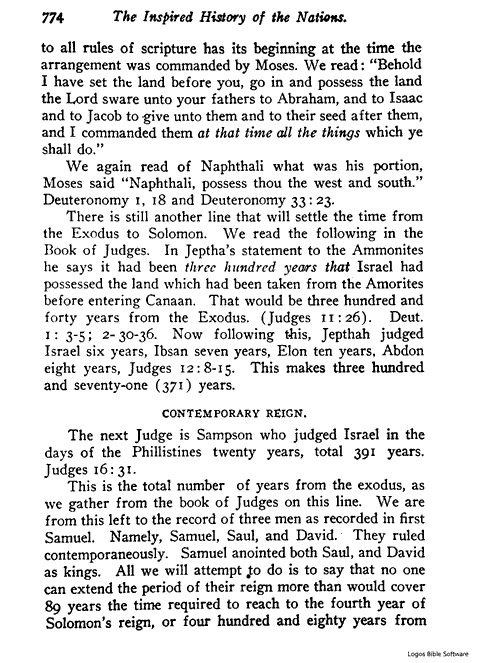 774 The Inspired History of the Nations.
to all rules of scripture has its beginning at the time the
arrangement was commanded by Moses. We read: “Behold
I have set the land before you, go in and possess the land
the Lord sware unto your fathers to Abraham, and to Isaac
and to Jacob to give unto them and to their seed after them,
and I commanded them at that time all the things which ye
shall do.”
We again read of Naphthali what was his portion,
Moses said “Naphthali, possess thou the west and south.”
Deuteronomy 1, 18 and Deuteronomy 33:23.
There is still another line that will settle the time from
the Exodus to Solomon. We read the following in the
Book of Judges. In Jeptha's statement to the Ammonites
he says it had been three hundred years that Israel had
possessed the land which had been taken from the Amorites
before entering Canaan. That would be three hundred and
forty years from the Exodus. (Judges 11:26). Deut.
1: 3-5; 2-30-36. Now following this, Jepthah judged
Israel six years, Ibsan seven years, Elon ten years, Abdon
eight years, Judges 12:8-15. This makes three hundred
and seventy-one (371) years.
CONTEMPORARY REIGN.
The next Judge is Sampson who judged Israel in the
days of the Phillistines twenty years, total 391 years.
Judges 16:31.
This is the total number of years from the exodus, as
we gather from the book of Judges on this line. We are
from this left to the record of three men as recorded in first
Samuel. Namely, Samuel, Saul, and David. They ruled
contemporaneously. Samuel anointed both Saul, and David
as kings. All we will attempt to do is to say that no one
can extend the period of their reign more than would cover
89 years the time required to reach to the fourth year of
Solomon's reign, or four hundred and eighty years from
Logos Bible Software